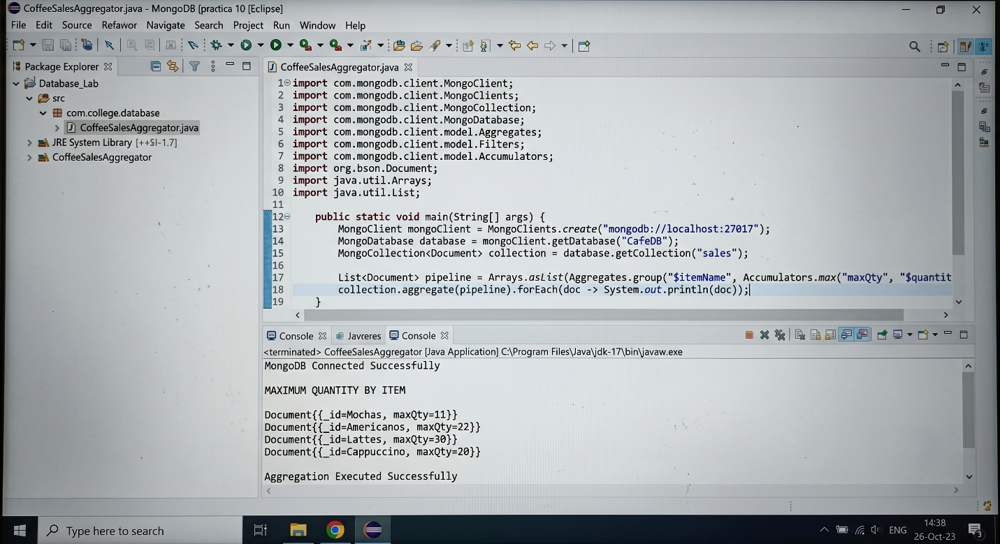 CoffeeSalesAggregator.java - MongoDB [practica 10 [Eclipse]
File Edit Source Refawor Navigate Search Project Run Window Help
Package Explorer
CoffeeSalesAggregator.java
Database_Lab
src
com.college.database
CoffeeSalesAggregator.java
JRE System Library [++$I-1.7]
CofféeSalesAggregator
1 import com.mongodb.client.MongoClient;
2 import com.mongodb.client.MongoClients;
3 import com.mongodb.client.MongoCollection;
4 import com.mongodb.client.MongoDatabase;
5 import com.mongodb.client.model.Aggregates;
6 import com.mongodb.client.model.Filters;
7 import com.mongodb.client.model.Accumulators;
8 import org.bson.Document;
9 import java.util.Arrays;
10 import java.util.List;
11
12 public static void main(String[] args) {
13 MongoClient mongoClient = MongoClients.create("mongodb://localhost:27017");
14 MongoDatabase database = mongoClient.getDatabase("CafeDB");
15 MongoCollection<Document> collection = database.getCollection("sales");
16
17 List<Document> pipeline = Arrays.asList(Aggregates.group("$itemName", Accumulators.max("maxQty", "$quantit
18 collection.aggregate(pipeline).forEach(doc -> System.out.println(doc));
19 }
Console Javreres Console
<terminated> CoffeeSalesAggregator [Java Application] C:\Program Files\Java\jdk-17\bin\javaw.exe
MongoDB Connected Successfully
MAXIMUM QUANTITY BY ITEM
Document{{_id=Mochas, maxQty=11}}
Document{{_id=Americanos, maxQty=22}}
Document{{_id=Lattes, maxQty=30}}
Document{{_id=Cappuccino, maxQty=20}}
Aggregation Executed Successfully
Type here to search
ENG
14:38
26-Oct-23
3